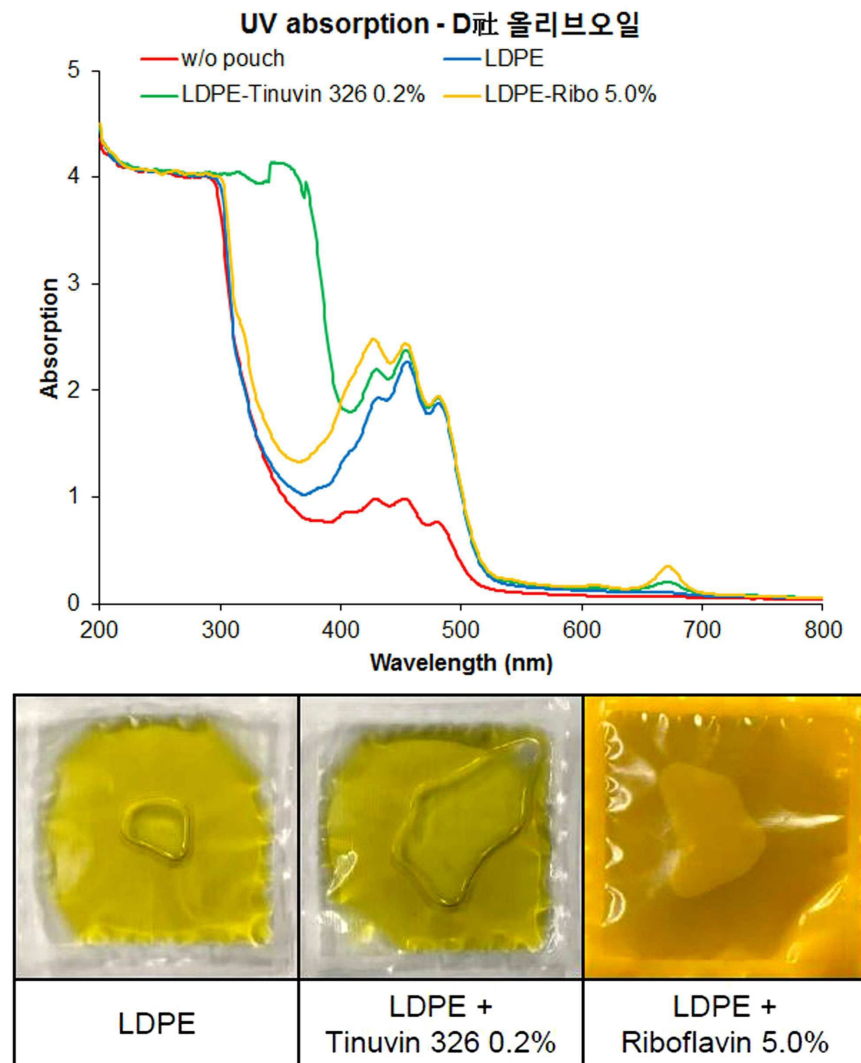 UV absorption - D社 올리브오일
w/o pouch
LDPE
LDPE-Tinuvin 326 0.2%
LDPE-Ribo 5.0%
5
4
3
2
1
0
Absorption
200 300 400 500 600 700 800
Wavelength (nm)
LDPE
LDPE +
Tinuvin 326 0.2%
LDPE +
Riboflavin 5.0%